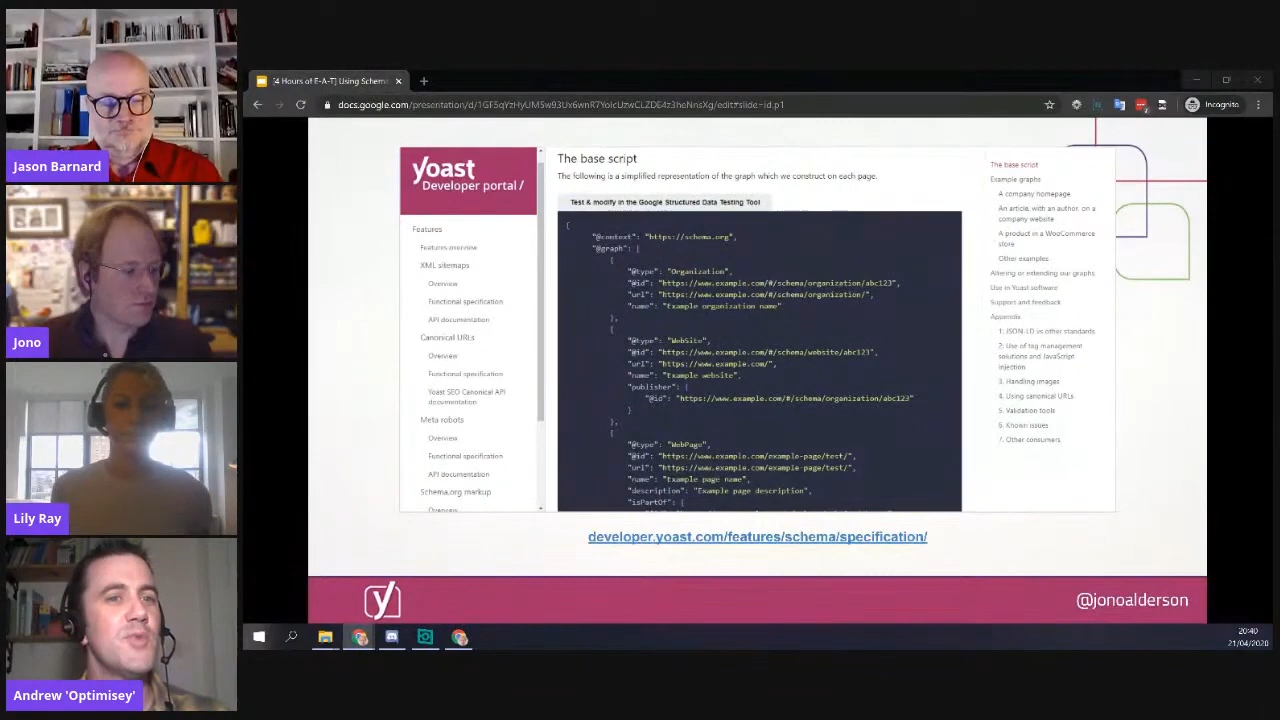 Jason Barnard
Jono
Lily Ray
Andrew 'Optimisey'
[4 Hours of E-A-T] Using Schema
docs.google.com/presentation/d/1GF5qYzHyUM5w93Ux6wnR7YoicUzwCLZDE4z3heNnsXg/edit#slide=id.p1
Incognito
yoast
Developer portal /
Features
Features overview
XML sitemaps
Overview
Functional specification
API documentation
Canonical URLs
Overview
Functional specification
Yoast SEO Canonical API
documentation
Meta robots
Overview
Functional specification
API documentation
Schema.org markup
Overview
The base script
The following is a simplified representation of the graph which we construct on each page.
Test & modify in the Google Structured Data Testing Tool
{
"@context": "https://schema.org",
"@graph": [
{
"@type": "Organization",
"@id": "https://www.example.com/#/schema/organization/abc123",
"url": "https://www.example.com/#/schema/organization/",
"name": "Example organization name"
},
{
"@type": "WebSite",
"@id": "https://www.example.com/#/schema/website/abc123",
"url": "https://www.example.com/",
"name": "Example website",
"publisher": {
"@id": "https://www.example.com/#/schema/organization/abc123"
}
},
{
"@type": "WebPage",
"@id": "https://www.example.com/example-page/test/",
"url": "https://www.example.com/example-page/test/",
"name": "Example page name",
"description": "Example page description",
"isPartOf": {
The base script
Example graphs
A company homepage
An article, with an author, on a
company website
A product in a WooCommerce
store
Other examples
Altering or extending our graphs
Use in Yoast software
Support and feedback
Appendix
1: JSON-LD vs other standards
2: Use of tag management
solutions and JavaScript
injection
3. Handling images
4. Using canonical URLs
5. Validation tools
6. Known issues
7. Other consumers
developer.yoast.com/features/schema/specification/
y
@jonoalderson
20:40
21/04/2020